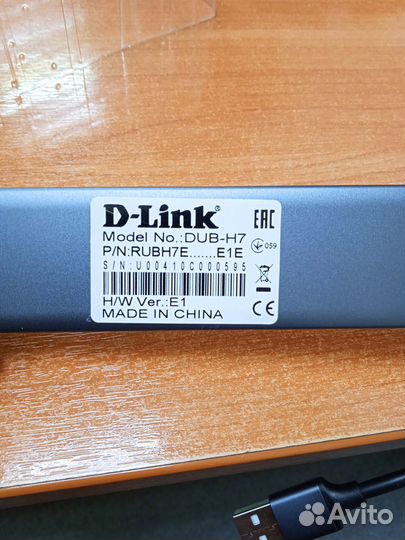 D-Link
Model No.:DUB-H7
P/N:RUBH7E.......E1E
S/N:U00410C000595
H/W Ver.:E1
MADE IN CHINA
EAC
059
CE
Avito